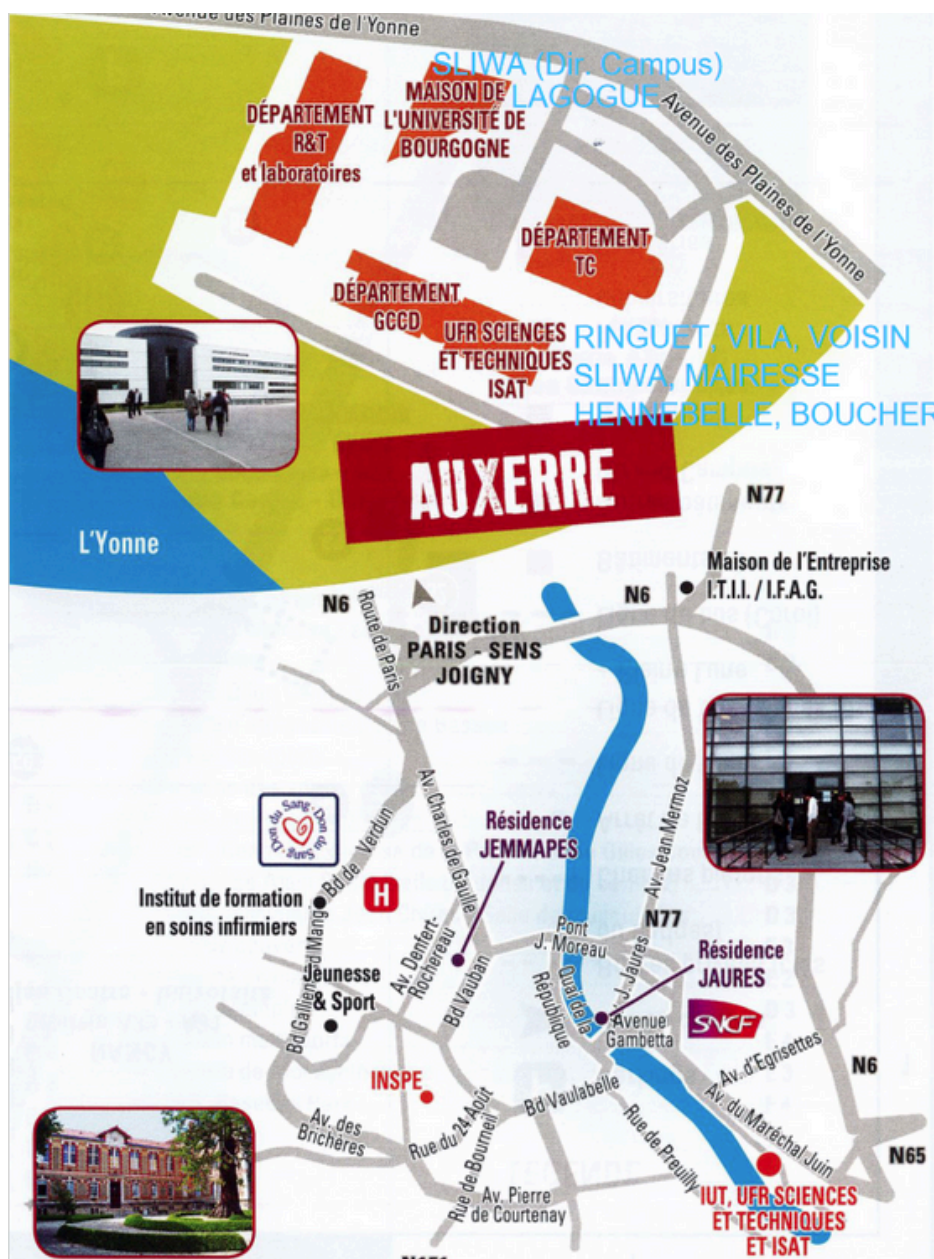 Avenue des Plaines de l'Yonne
SLIWA (Dir. Campus)
LAGOGUE
DÉPARTEMENT
R&T
et laboratoires
MAISON DE
L'UNIVERSITÉ DE
BOURGOGNE
Avenue des Plaines de l'Yonne
DÉPARTEMENT
TC
DÉPARTEMENT
GCCD
UFR SCIENCES
ET TECHNIQUES
ISAT
RINGUET, VILA, VOISIN
SLIWA, MAIRESSE
HENNEBELLE, BOUCHER
AUXERRE
L'Yonne
N77
Maison de l'Entreprise
I.T.I.I. / I.F.A.G.
N6
N6
Route de Paris
Direction
PARIS - SENS
JOIGNY
Don du Sang · Don du Sang ·
Bd de Verdun
Av. Charles de Gaulle
Résidence
JEMMAPES
Av. Jean Mermoz
H
Institut de formation
en soins infirmiers
Bd Galliéni
d Mang
Jeunesse
& Sport
Av. Denfert-
Rochereau
Bd Vauban
Pont
J. Moreau
N77
J. Jaures
Résidence
JAURES
Quai de la
République
Avenue
Gambetta
SNCF
Av. d'Egrisettes
N6
INSPE
Av. des
Brichères
Rue du 24 Août
Bd Vaulabelle
Rue de Bourneil
Rue de Preuilly
Av. du Maréchal Juin
N65
Av. Pierre
de Courtenay
IUT, UFR SCIENCES
ET TECHNIQUES
ET ISAT